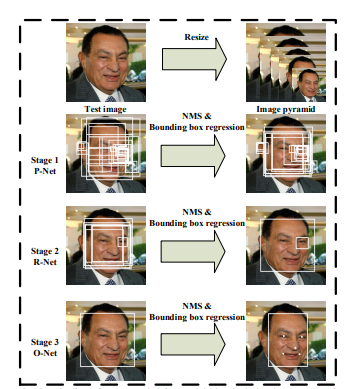 Resize
Test image
Image pyramid
NMS &
Bounding box regression
Stage 1
P-Net
NMS &
Bounding box regression
Stage 2
R-Net
NMS &
Bounding box regression
Stage 3
O-Net